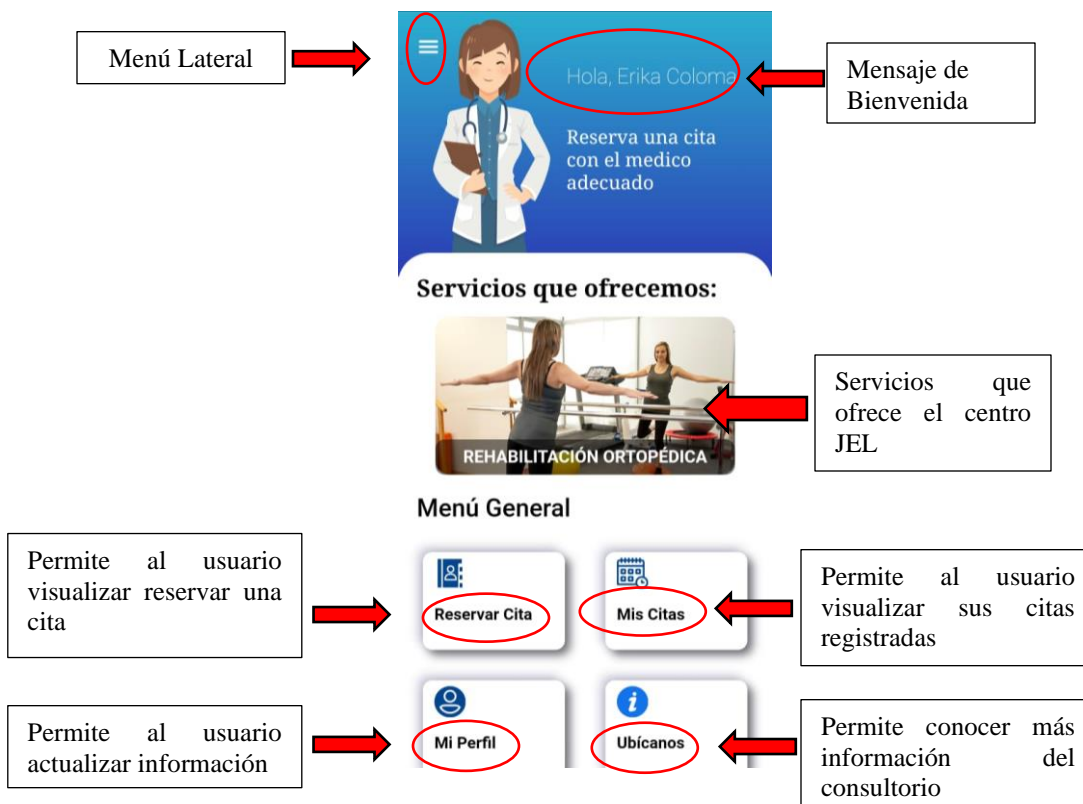 Menú Lateral
Hola, Erika Coloma
Mensaje de
Bienvenida
Reserva una cita
con el medico
adecuado
Servicios que ofrecemos:
REHABILITACIÓN ORTOPÉDICA
Servicios que
ofrece el centro
JEL
Menú General
Permite al usuario
visualizar reservar una
cita
Reservar Cita
Mis Citas
Permite al usuario
visualizar sus citas
registradas
Permite al usuario
actualizar información
Mi Perfil
Ubícanos
Permite conocer más
información del
consultorio